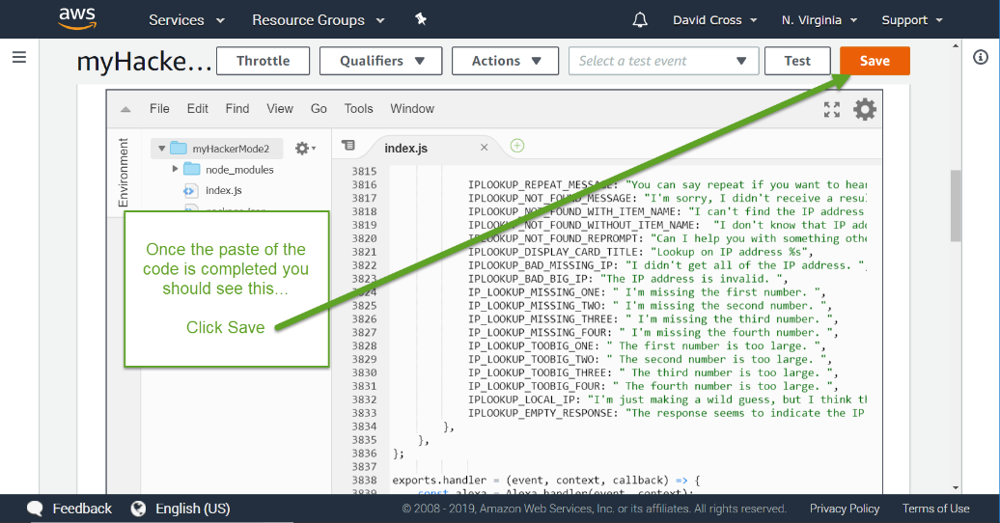 aws
Services Resource Groups David Cross N. Virginia Support
myHacke... Throttle Qualifiers Actions Select a test event Test Save
File Edit Find View Go Tools Window
Environment
myHackerMode2
node_modules
index.js
index.js
Once the paste of the
code is completed you
should see this...
Click Save
3815
3816 IPLOOKUP_REPEAT_MESSAGE: "You can say repeat if you want to hear
3817 IPLOOKUP_NOT_FOUND_MESSAGE: "I'm sorry, I didn't receive a resul
3818 IPLOOKUP_NOT_FOUND_WITH_ITEM_NAME: "I can't find the IP address
3819 IPLOOKUP_NOT_FOUND_WITHOUT_ITEM_NAME: "I don't know that IP add
3820 IPLOOKUP_NOT_FOUND_REPROMPT: "Can I help you with something othe
3821 IPLOOKUP_DISPLAY_CARD_TITLE: "Lookup on IP address %s",
3822 IPLOOKUP_BAD_MISSING_IP: "I didn't get all of the IP address. ",
3823 IPLOOKUP_BAD_BIG_IP: "The IP address is invalid. ",
3824 IP_LOOKUP_MISSING_ONE: " I'm missing the first number. ",
3825 IP_LOOKUP_MISSING_TWO: " I'm missing the second number. ",
3826 IP_LOOKUP_MISSING_THREE: " I'm missing the third number. ",
3827 IP_LOOKUP_MISSING_FOUR: " I'm missing the fourth number. ",
3828 IP_LOOKUP_TOOBIG_ONE: " The first number is too large. ",
3829 IP_LOOKUP_TOOBIG_TWO: " The second number is too large. ",
3830 IP_LOOKUP_TOOBIG_THREE: " The third number is too large. ",
3831 IP_LOOKUP_TOOBIG_FOUR: " The fourth number is too large. ",
3832 IPLOOKUP_LOCAL_IP: "I'm just making a wild guess, but I think th
3833 IPLOOKUP_EMPTY_RESPONSE: "The response seems to indicate the IP
3834 },
3835 },
3836 };
3837
3838 exports.handler = (event, context, callback) => {
3839 const alexa = Alexa.handler(event, context);
Feedback English (US) © 2008 - 2019, Amazon Web Services, Inc. or its affiliates. All rights reserved. Privacy Policy Terms of Use